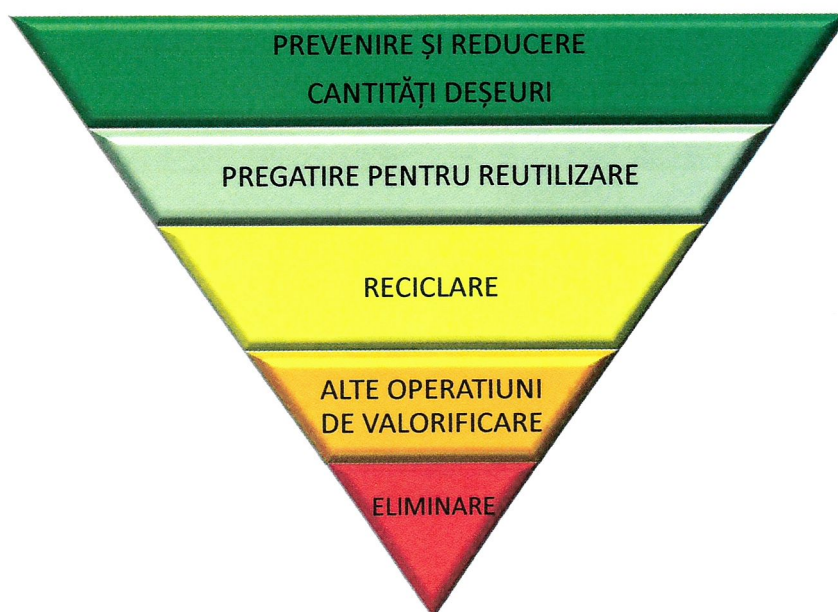 PREVENIRE ȘI REDUCERE
CANTITĂȚI DEȘEURI
PREGATIRE PENTRU REUTILIZARE
RECICLARE
ALTE OPERATIUNI
DE VALORIFICARE
ELIMINARE